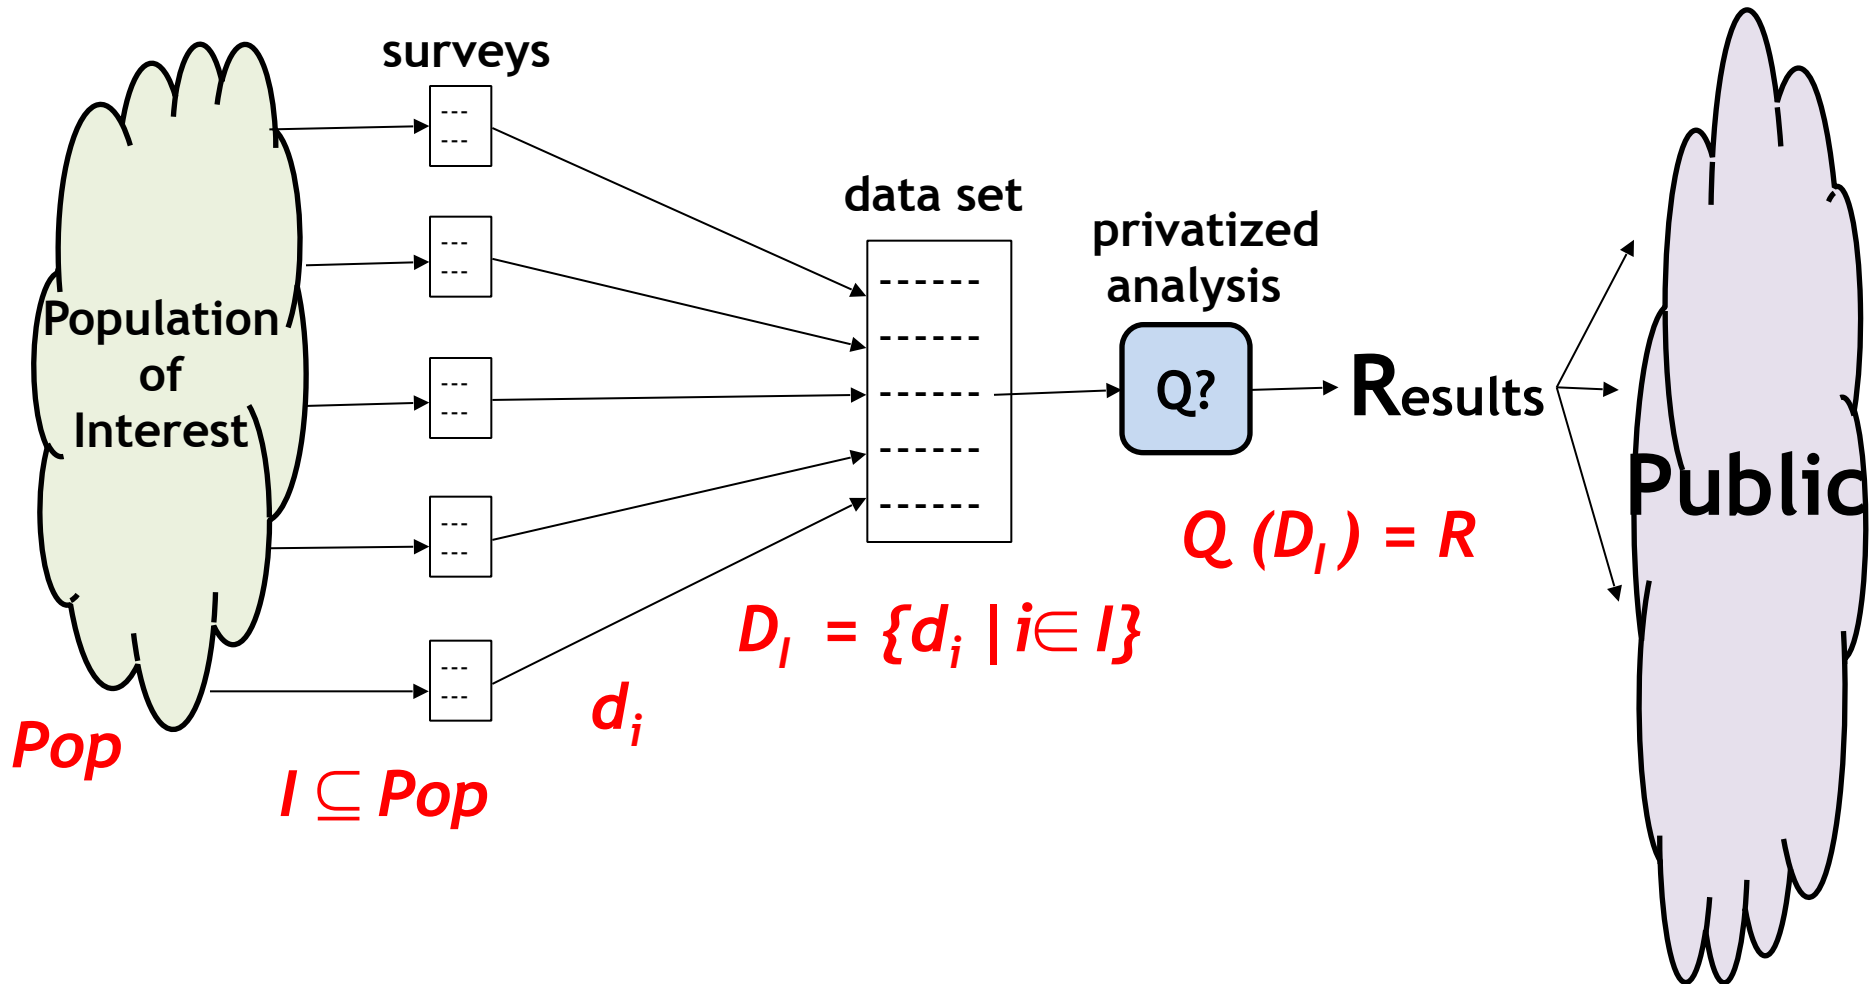 surveys
---
---
---
---
---
---
---
---
---
---
Population
of
Interest
data set
------
------
------
------
------
privatized
analysis
Q?
Results
Public
Pop
I ⊆ Pop
d_i
D_I = {d_i | i∈ I}
Q (D_I ) = R